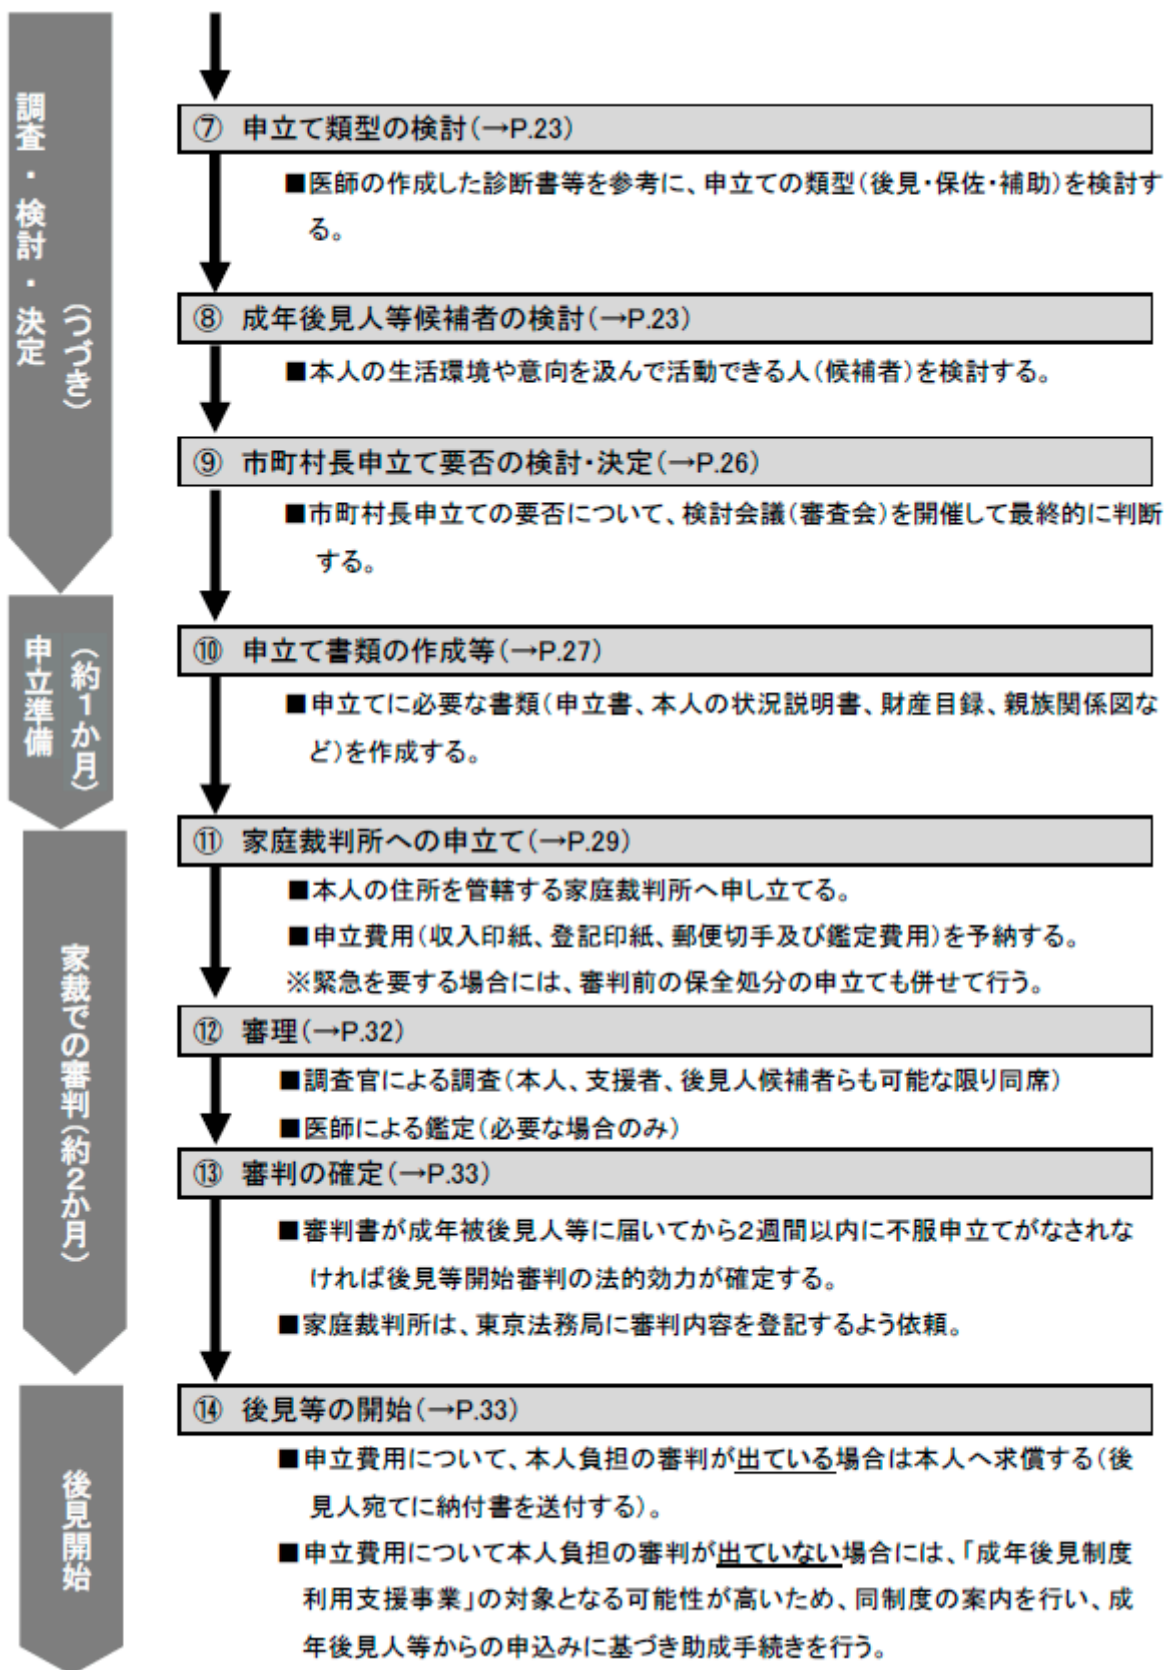 調査・検討・決定
(つづき)
⑦ 申立て類型の検討(→P.23)
■医師の作成した診断書等を参考に、申立ての類型(後見・保佐・補助)を検討す
る。
⑧ 成年後見人等候補者の検討(→P.23)
■本人の生活環境や意向を汲んで活動できる人(候補者)を検討する。
⑨ 市町村長申立て要否の検討・決定(→P.26)
■市町村長申立ての要否について、検討会議(審査会)を開催して最終的に判断
する。
申立準備
(約1か月)
⑩ 申立て書類の作成等(→P.27)
■申立てに必要な書類(申立書、本人の状況説明書、財産目録、親族関係図な
ど)を作成する。
家裁での審判(約2か月)
⑪ 家庭裁判所への申立て(→P.29)
■本人の住所を管轄する家庭裁判所へ申し立てる。
■申立費用(収入印紙、登記印紙、郵便切手及び鑑定費用)を予納する。
※緊急を要する場合には、審判前の保全処分の申立ても併せて行う。
⑫ 審理(→P.32)
■調査官による調査(本人、支援者、後見人候補者らも可能な限り同席)
■医師による鑑定(必要な場合のみ)
⑬ 審判の確定(→P.33)
■審判書が成年被後見人等に届いてから2週間以内に不服申立てがなされな
ければ後見等開始審判の法的効力が確定する。
■家庭裁判所は、東京法務局に審判内容を登記するよう依頼。
後見開始
⑭ 後見等の開始(→P.33)
■申立費用について、本人負担の審判が出ている場合は本人へ求償する(後
見人宛てに納付書を送付する)。
■申立費用について本人負担の審判が出ていない場合には、「成年後見制度
利用支援事業」の対象となる可能性が高いため、同制度の案内を行い、成
年後見人等からの申込みに基づき助成手続きを行う。